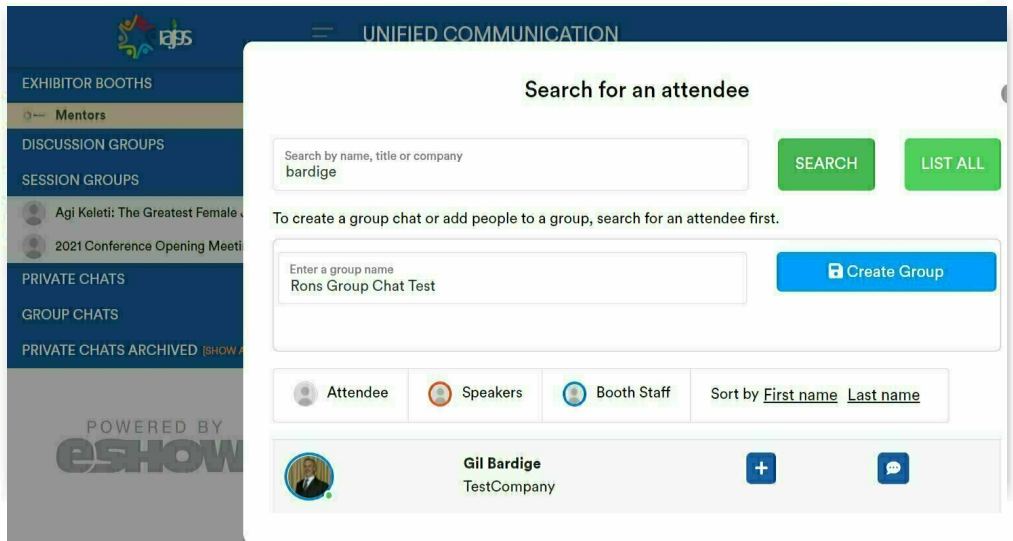 iajgs
UNIFIED COMMUNICATION
EXHIBITOR BOOTHS
Mentors
DISCUSSION GROUPS
SESSION GROUPS
Agi Keleti: The Greatest Female
2021 Conference Opening Meeti
PRIVATE CHATS
GROUP CHATS
PRIVATE CHATS ARCHIVED [SHOW A
POWERED BY
eSHOW
Search for an attendee
Search by name, title or company
bardige
SEARCH
LIST ALL
To create a group chat or add people to a group, search for an attendee first.
Enter a group name
Rons Group Chat Test
Create Group
Attendee
Speakers
Booth Staff
Sort by First name Last name
Gil Bardige
TestCompany